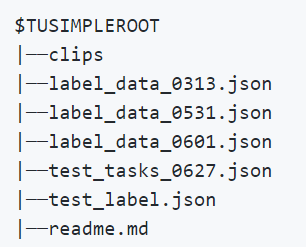 $TUSIMPLEROOT
|──clips
|──label_data_0313.json
|──label_data_0531.json
|──label_data_0601.json
|──test_tasks_0627.json
|──test_label.json
|──readme.md